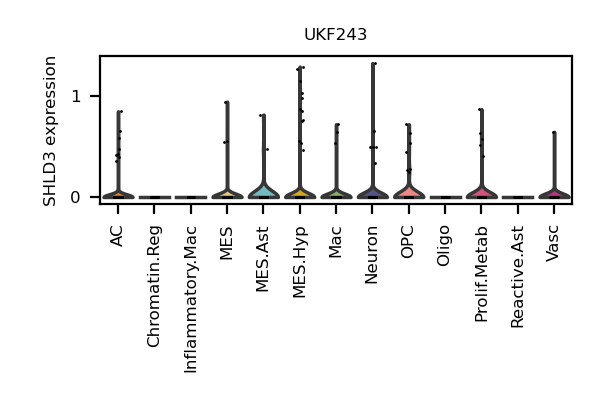 UKF243
SHLD3 expression
1
0
AC
Chromatin.Reg
Inflammatory.Mac
MES
MES.Ast
MES.Hyp
Mac
Neuron
OPC
Oligo
Prolif.Metab
Reactive.Ast
Vasc